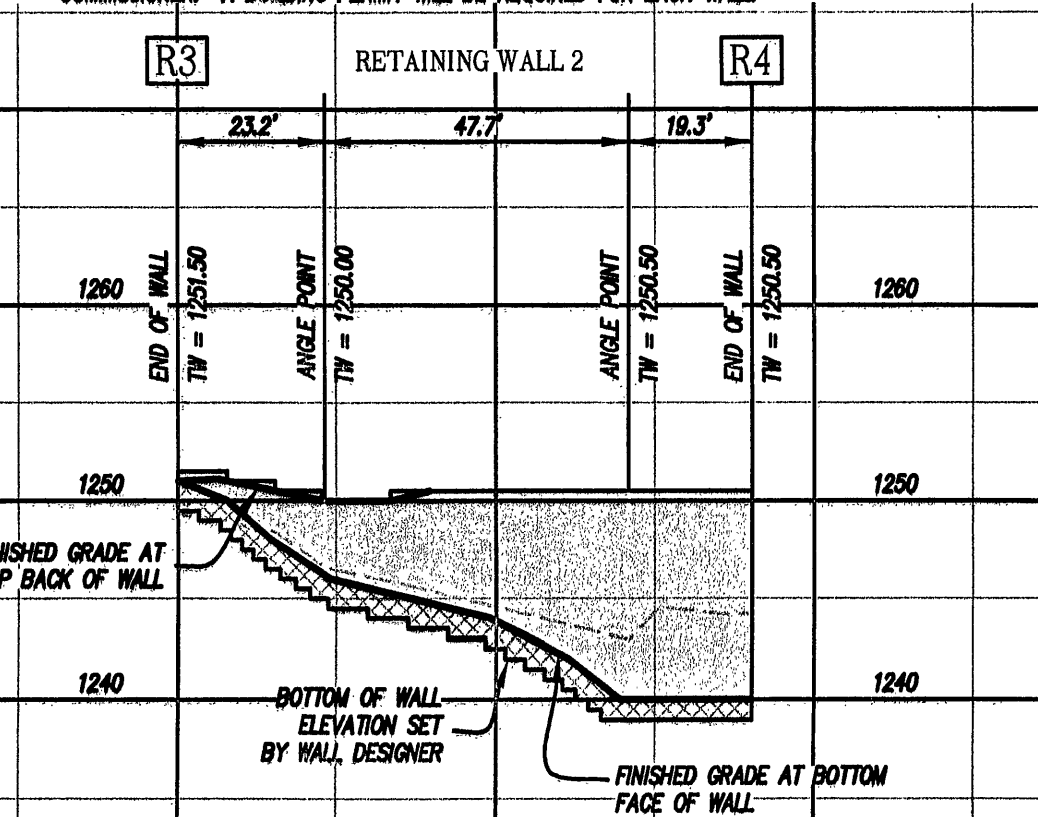 R3
RETAINING WALL 2
R4
23.2'
47.7'
19.3'
END OF WALL
TW = 1251.50
ANGLE POINT
TW = 1250.00
ANGLE POINT
TW = 1250.50
END OF WALL
TW = 1250.50
1260
1260
1250
1250
ISHED GRADE AT
P BACK OF WALL
1240
1240
BOTTOM OF WALL
ELEVATION SET
BY WALL DESIGNER
FINISHED GRADE AT BOTTOM
FACE OF WALL